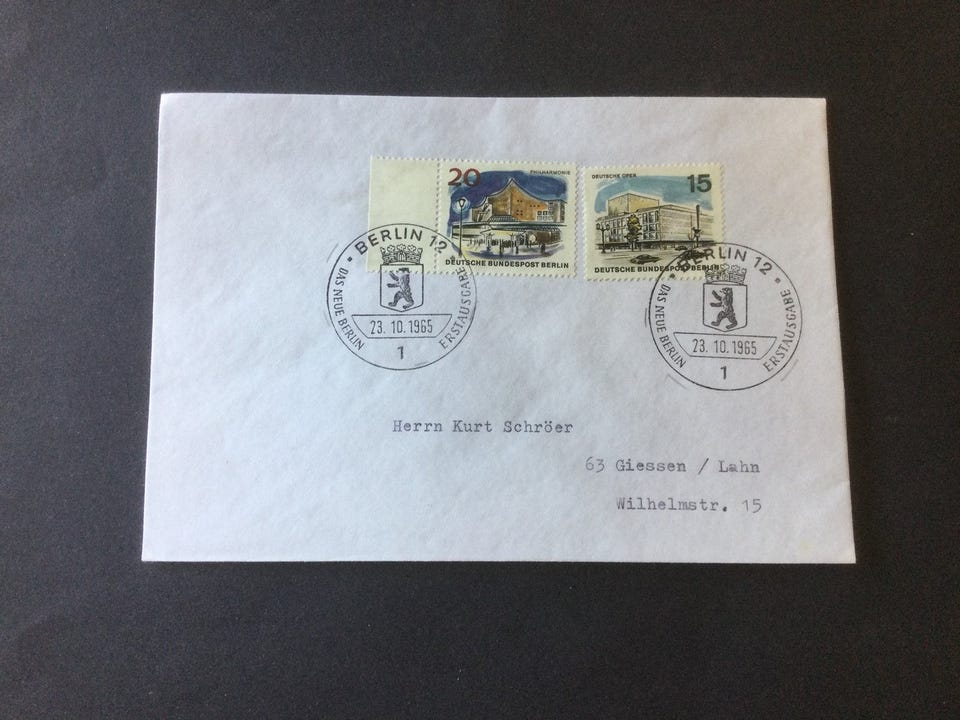 20
PHILHARMONIE
DEUTSCHE BUNDESPOST BERLIN
DEUTSCHE OPER
15
DEUTSCHE BUNDESPOST BERLIN
BERLIN 12
DAS NEUE BERLIN
ERSTAUSGABE
23.10.1965
1
BERLIN 12
DAS NEUE BERLIN
ERSTAUSGABE
23.10.1965
1
Herrn Kurt Schröer
63 Giessen / Lahn
Wilhelmstr. 15